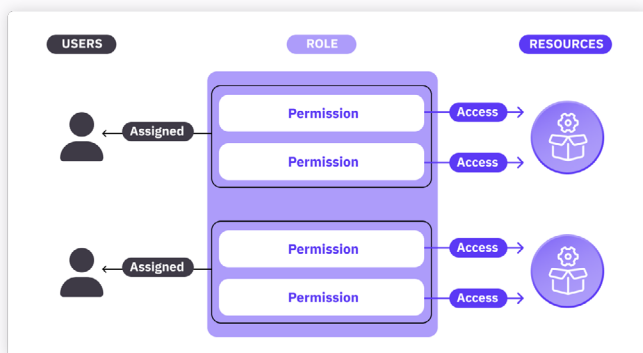 USERS
ROLE
RESOURCES
Permission
Access
Assigned
Permission
Access
Permission
Access
Assigned
Permission
Access